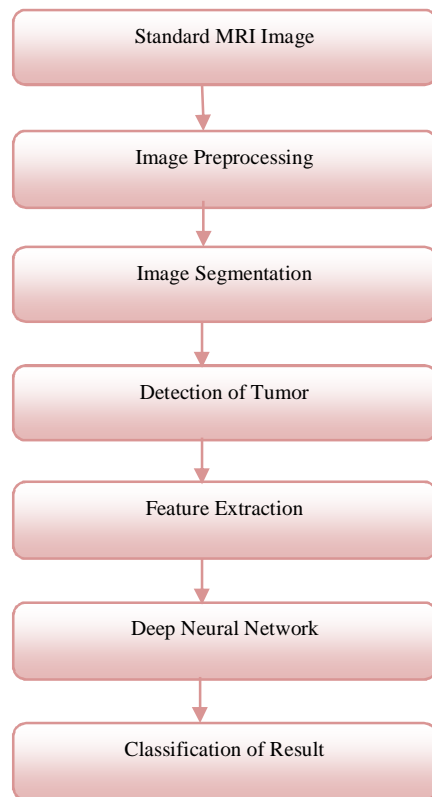 Standard MRI Image
Image Preprocessing
Image Segmentation
Detection of Tumor
Feature Extraction
Deep Neural Network
Classification of Result